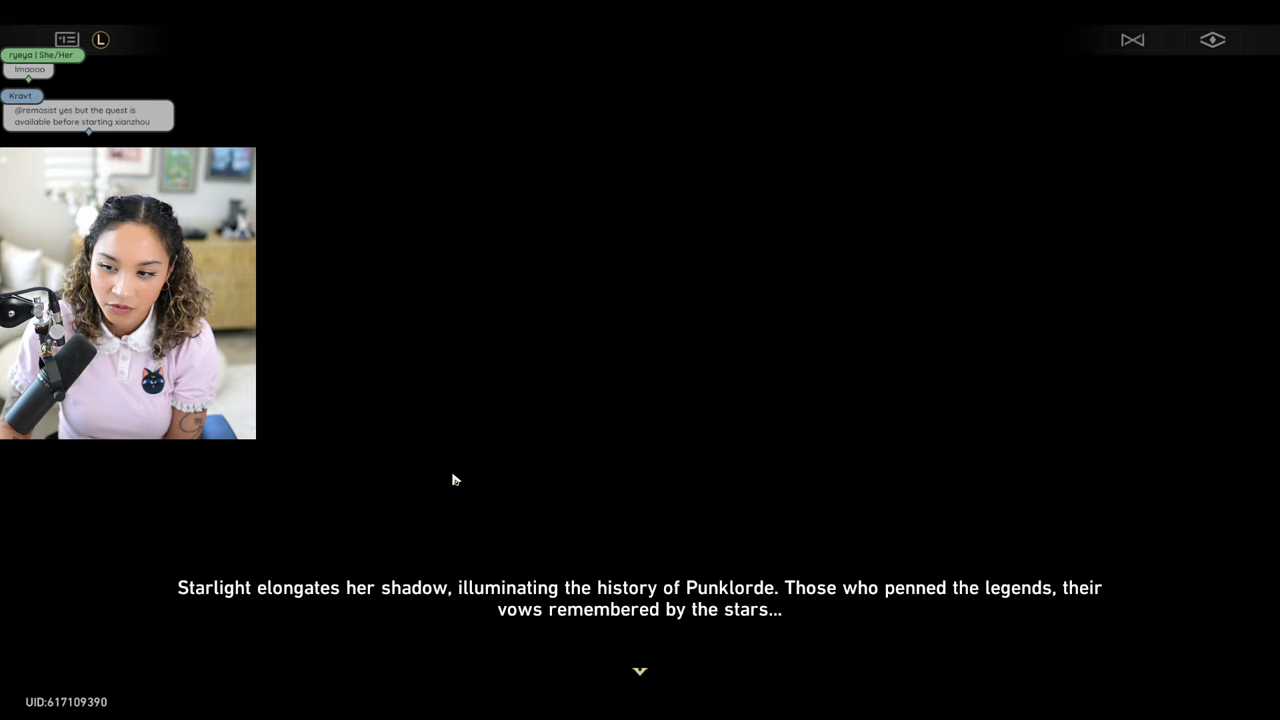 L
ryeya | She/Her
lmaooo
Kravt
@remosist yes but the quest is
available before starting xianzhou
Starlight elongates her shadow, illuminating the history of Punklorde. Those who penned the legends, their
vows remembered by the stars...
UID:617109390